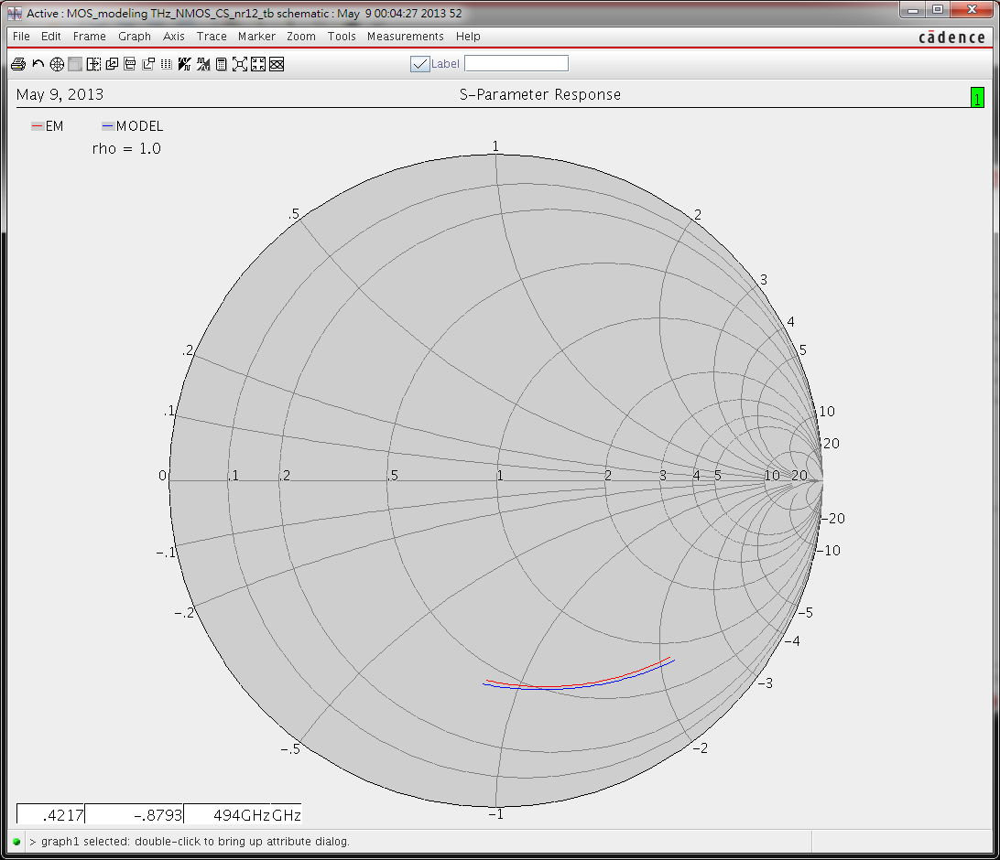 Active : MOS_modeling THz_NMOS_CS_nr12_tb schematic : May  9 00:04:27 2013 52
File Edit Frame Graph Axis Trace Marker Zoom Tools Measurements Help
cādence
Label
May 9, 2013 S-Parameter Response 1
EM MODEL
rho = 1.0
1
.5 2
3
4
.2 5
.1 10
20
0 .1 .2 .5 1 2 3 4 5 10 20
-20
-.1 -10
-.2 -5
-4
-3
-.5 -2
-1
.4217 -.8793 494GHz GHz
> graph1 selected: double-click to bring up attribute dialog.